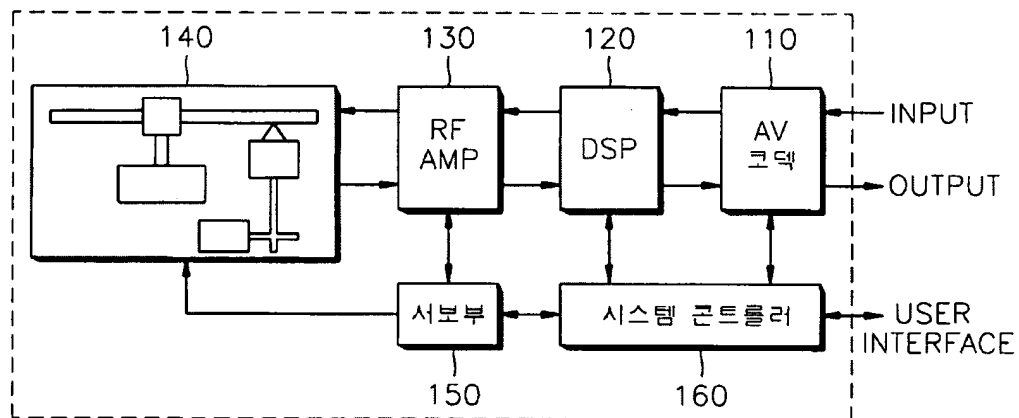 140
130
120
110
RF
AMP
DSP
AV
코덱
INPUT
OUTPUT
서보부
시스템 콘트롤러
USER
INTERFACE
150
160